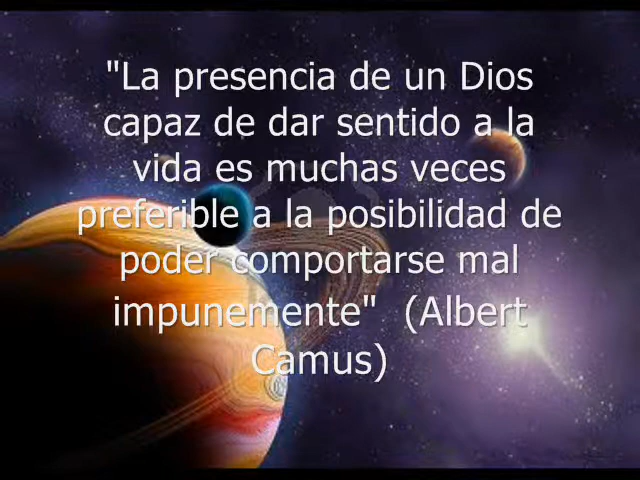 "La presencia de un Dios
capaz de dar sentido a la
vida es muchas veces
preferible a la posibilidad de
poder comportarse mal
impunemente"  (Albert
Camus)